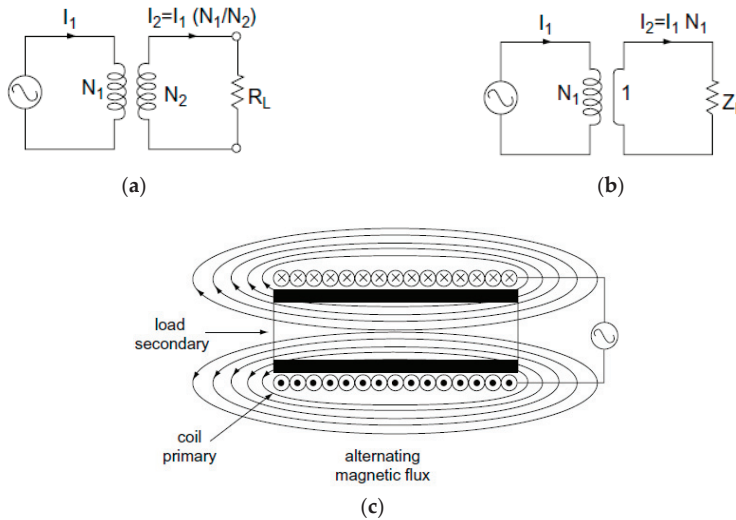 I₁
I₂=I₁ (N₁/N₂)
N₁
N₂
R_L
(a)
I₁
I₂=I₁ N₁
N₁
1
(b)
load
secondary
coil
primary
alternating
magnetic flux
(c)